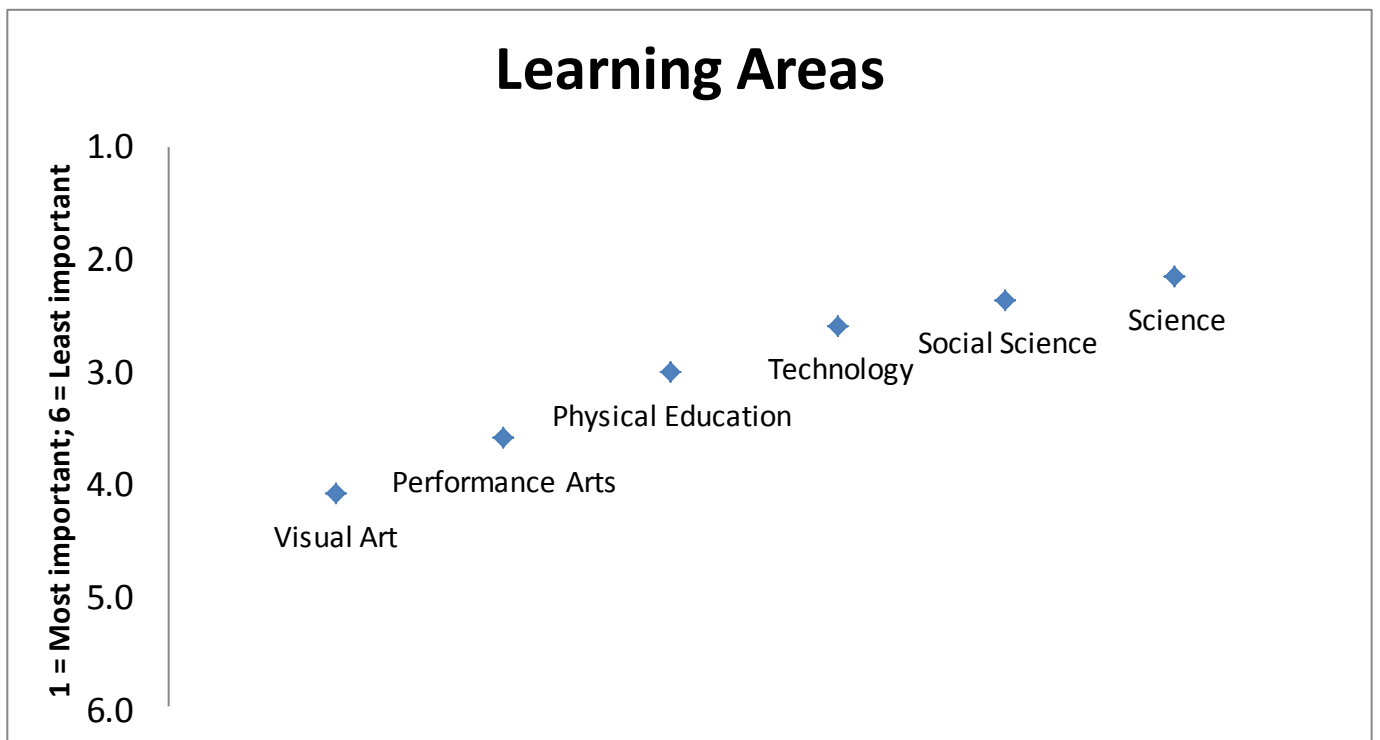 Learning Areas
1 = Most important; 6 = Least important
1.0
2.0
3.0
4.0
5.0
6.0
Visual Art
Performance Arts
Physical Education
Technology
Social Science
Science